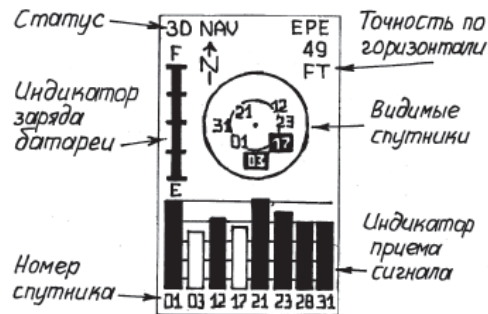 Статус
3D NAV
EPE
49
FT
Точность по
горизонтали
F
N
Индикатор
заряда
батареи
E
21
12
31
23
01
17
03
Видимые
спутники
Индикатор
приема
сигнала
Номер
спутника
01 03 12 17 21 23 28 31